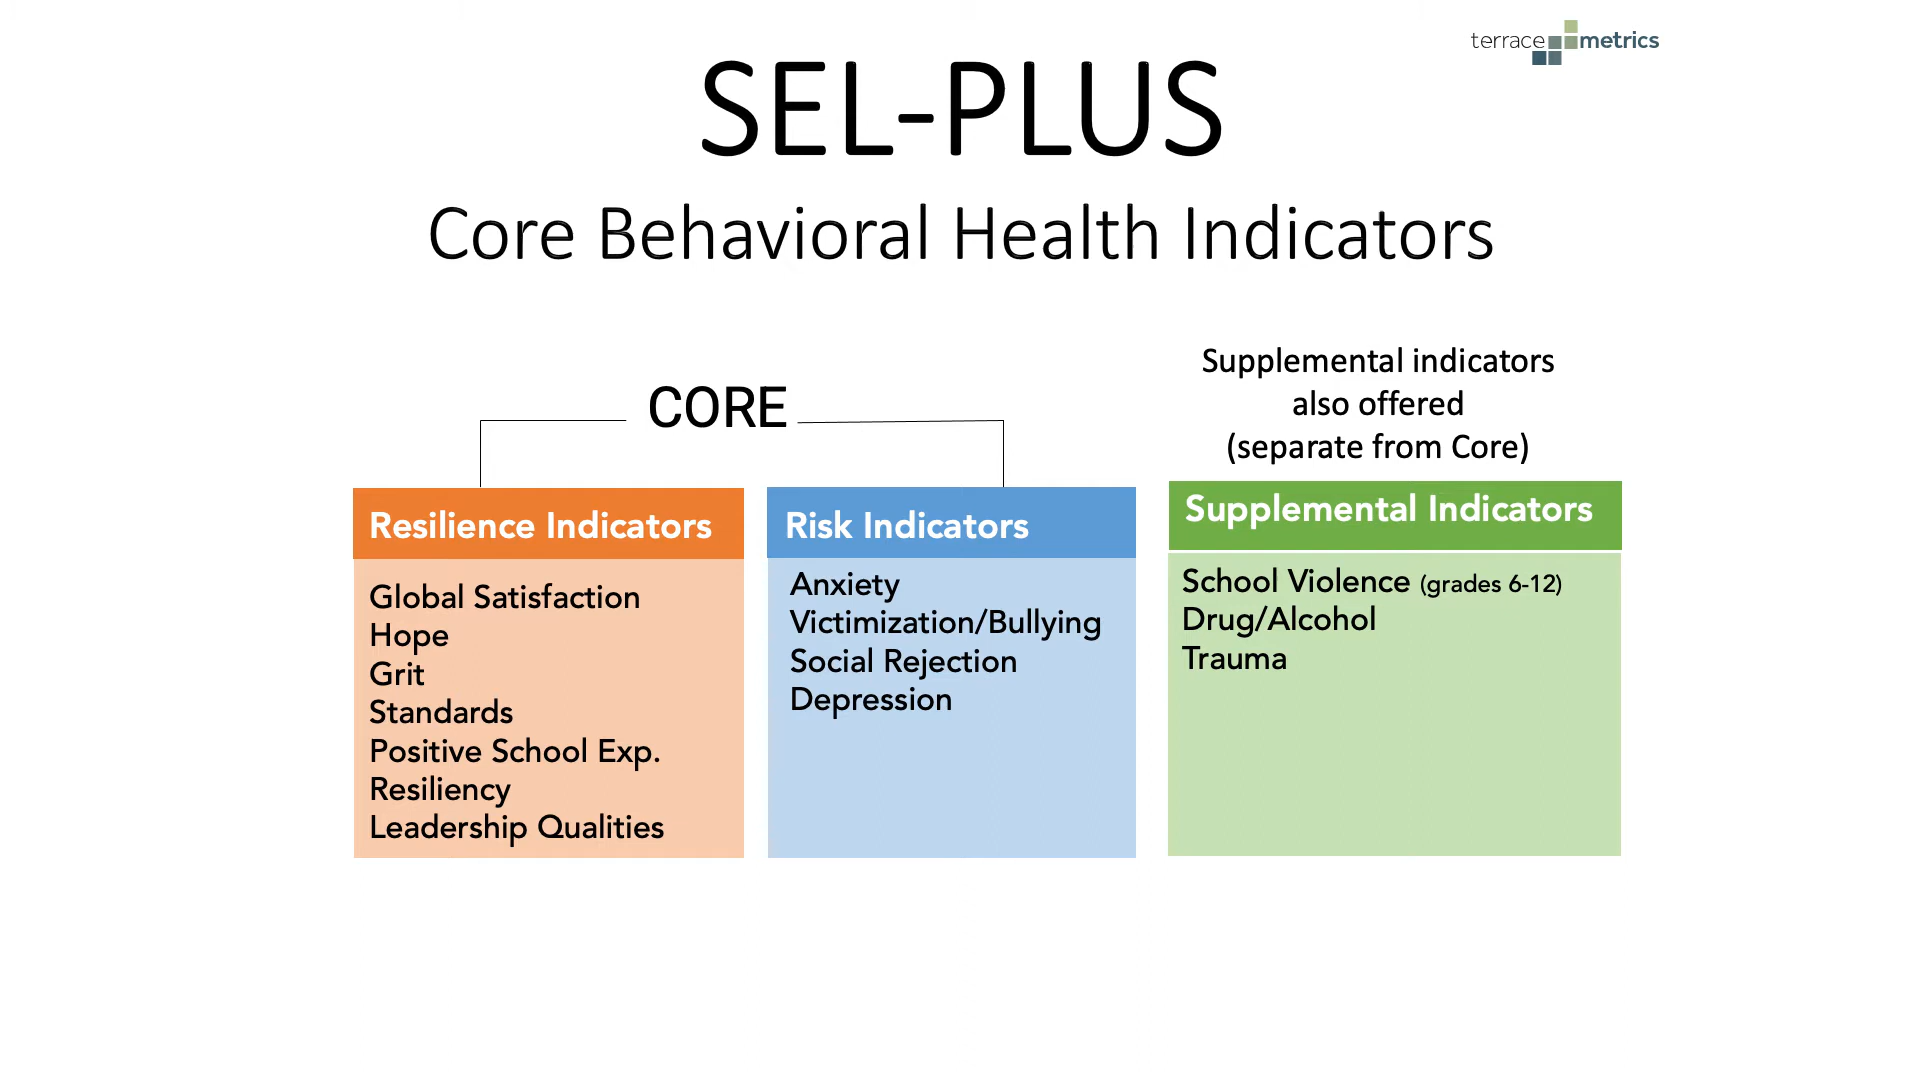 terrace metrics
SEL-PLUS
Core Behavioral Health Indicators
CORE
Resilience Indicators
Global Satisfaction
Hope
Grit
Standards
Positive School Exp.
Resiliency
Leadership Qualities
Risk Indicators
Anxiety
Victimization/Bullying
Social Rejection
Depression
Supplemental indicators
also offered
(separate from Core)
Supplemental Indicators
School Violence (grades 6-12)
Drug/Alcohol
Trauma